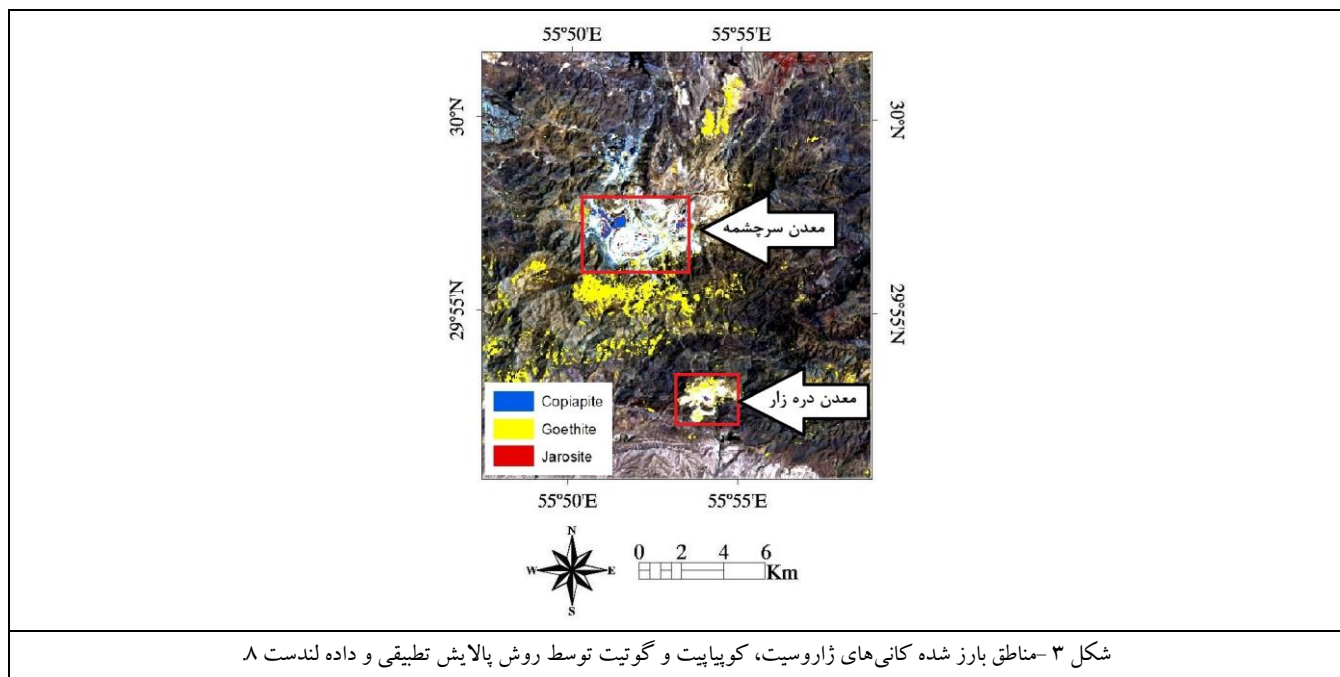 55°50'E 55°55'E
30°N 30°N
معدن سرچشمه
29°55'N 29°55'N
معدن دره زار
Copiapite
Goethite
Jarosite
55°50'E 55°55'E
N
W E
S
0 2 4 6
Km
شکل ۳ -مناطق بارز شده کانی‌های ژاروسیت، کوپیاپیت و گوتیت توسط روش پالایش تطبیقی و داده لندست ۸.